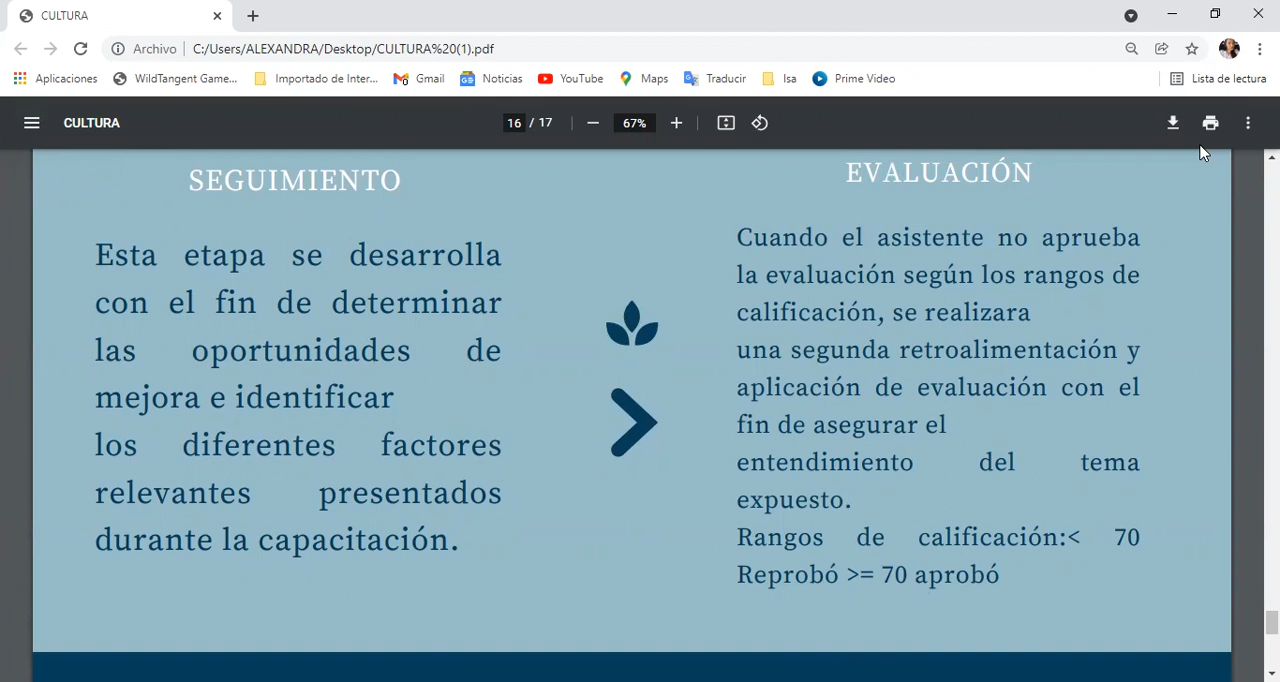 CULTURA
Archivo C:/Users/ALEXANDRA/Desktop/CULTURA%20(1).pdf
Aplicaciones WildTangent Game... Importado de Inter... Gmail Noticias YouTube Maps Traducir Isa Prime Video Lista de lectura
CULTURA 16 / 17 67%
SEGUIMIENTO
Esta etapa se desarrolla
con el fin de determinar
las oportunidades de
mejora e identificar
los diferentes factores
relevantes presentados
durante la capacitación.
EVALUACIÓN
Cuando el asistente no aprueba
la evaluación según los rangos de
calificación, se realizara
una segunda retroalimentación y
aplicación de evaluación con el
fin de asegurar el
entendimiento del tema
expuesto.
Rangos de calificación:< 70
Reprobó >= 70 aprobó